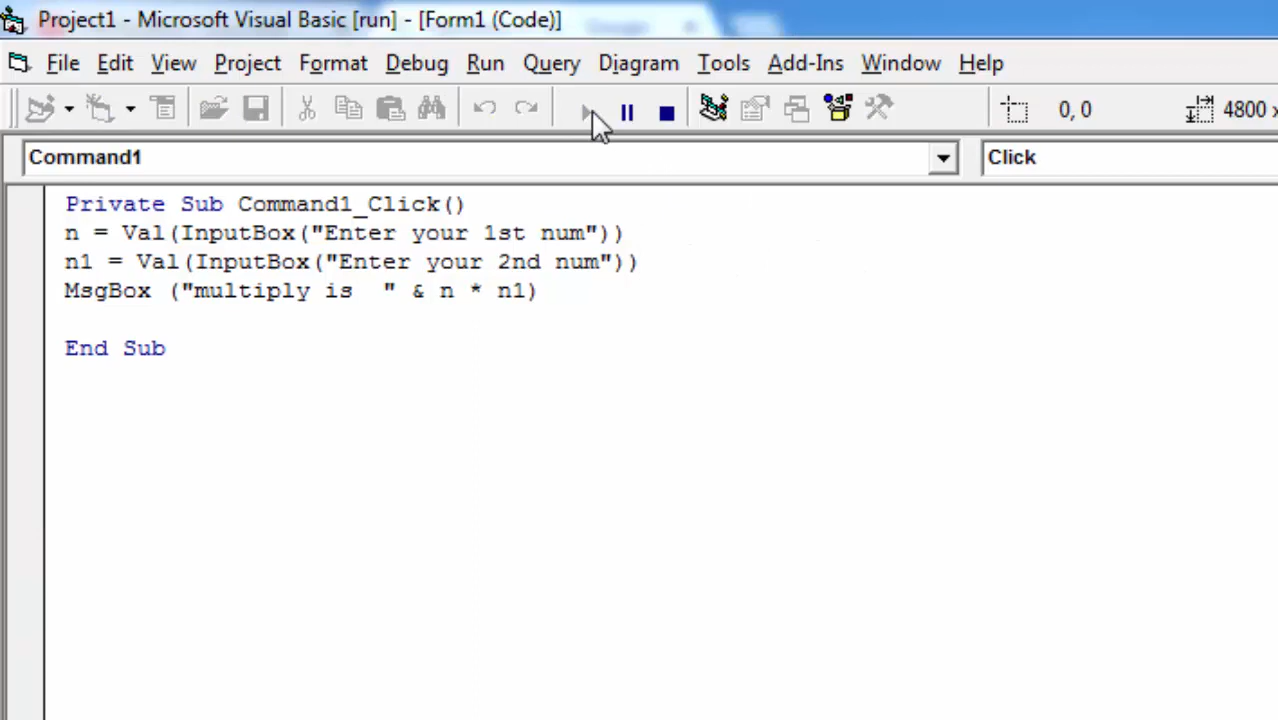 Project1 - Microsoft Visual Basic [run] - [Form1 (Code)]
File Edit View Project Format Debug Run Query Diagram Tools Add-Ins Window Help
0, 0 4800 x
Command1 Click
Private Sub Command1_Click()
n = Val(InputBox("Enter your 1st num"))
n1 = Val(InputBox("Enter your 2nd num"))
MsgBox ("multiply is  " & n * n1)
End Sub